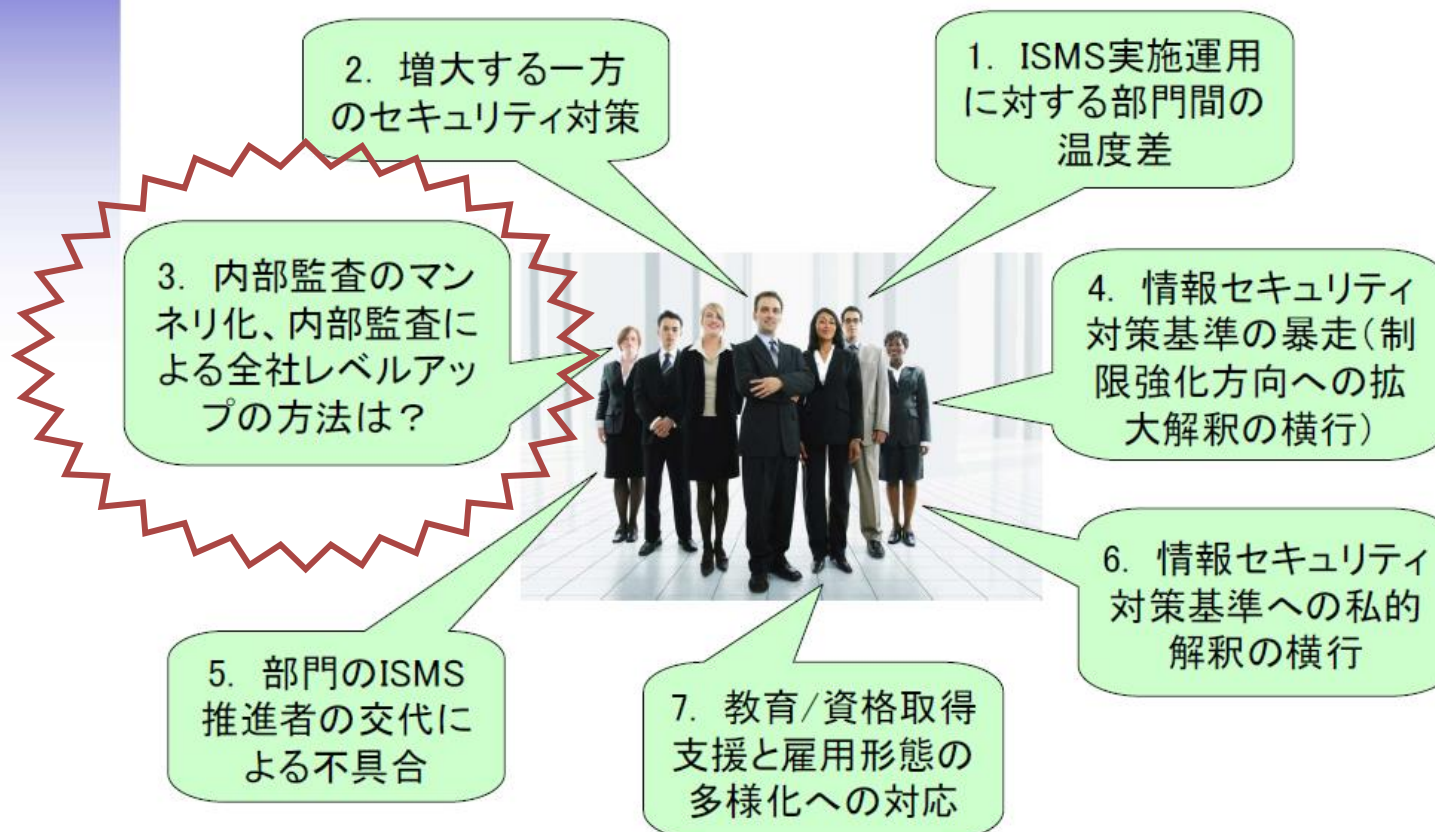 2. 増大する一方
のセキュリティ対策
1. ISMS実施運用
に対する部門間の
温度差
3. 内部監査のマン
ネリ化、内部監査に
よる全社レベルアッ
プの方法は?
4. 情報セキュリティ
対策基準の暴走(制
限強化方向への拡
大解釈の横行)
5. 部門のISMS
推進者の交代に
よる不具合
7. 教育/資格取得
支援と雇用形態の
多様化への対応
6. 情報セキュリティ
対策基準への私的
解釈の横行